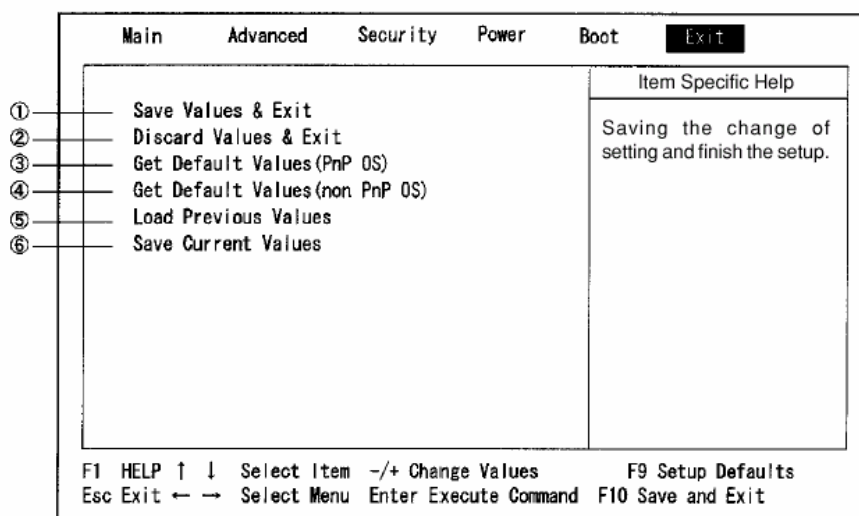 Main Advanced Security Power Boot Exit
Item Specific Help
① Save Values & Exit
② Discard Values & Exit
③ Get Default Values(PnP OS)
④ Get Default Values(non PnP OS)
⑤ Load Previous Values
⑥ Save Current Values
Saving the change of
setting and finish the setup.
F1 HELP ↑ ↓ Select Item -/+ Change Values F9 Setup Defaults
Esc Exit ← → Select Menu Enter Execute Command F10 Save and Exit